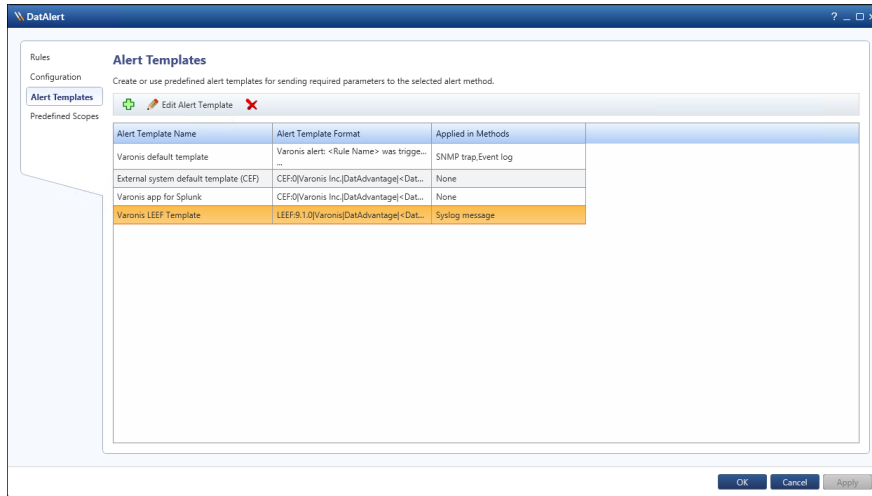 DatAlert
? _ □ x
Rules
Configuration
Alert Templates
Predefined Scopes
Alert Templates
Create or use predefined alert templates for sending required parameters to the selected alert method.
Edit Alert Template
Alert Template Name Alert Template Format Applied in Methods
Varonis default template Varonis alert: <Rule Name> was trigge... ... SNMP trap,Event log
External system default template (CEF) CEF:0|Varonis Inc.|DatAdvantage|<Dat... None
Varonis app for Splunk CEF:0|Varonis Inc.|DatAdvantage|<Dat... None
Varonis LEEF Template LEEF:9.1.0|Varonis|DatAdvantage|<Dat... Syslog message
OK Cancel Apply